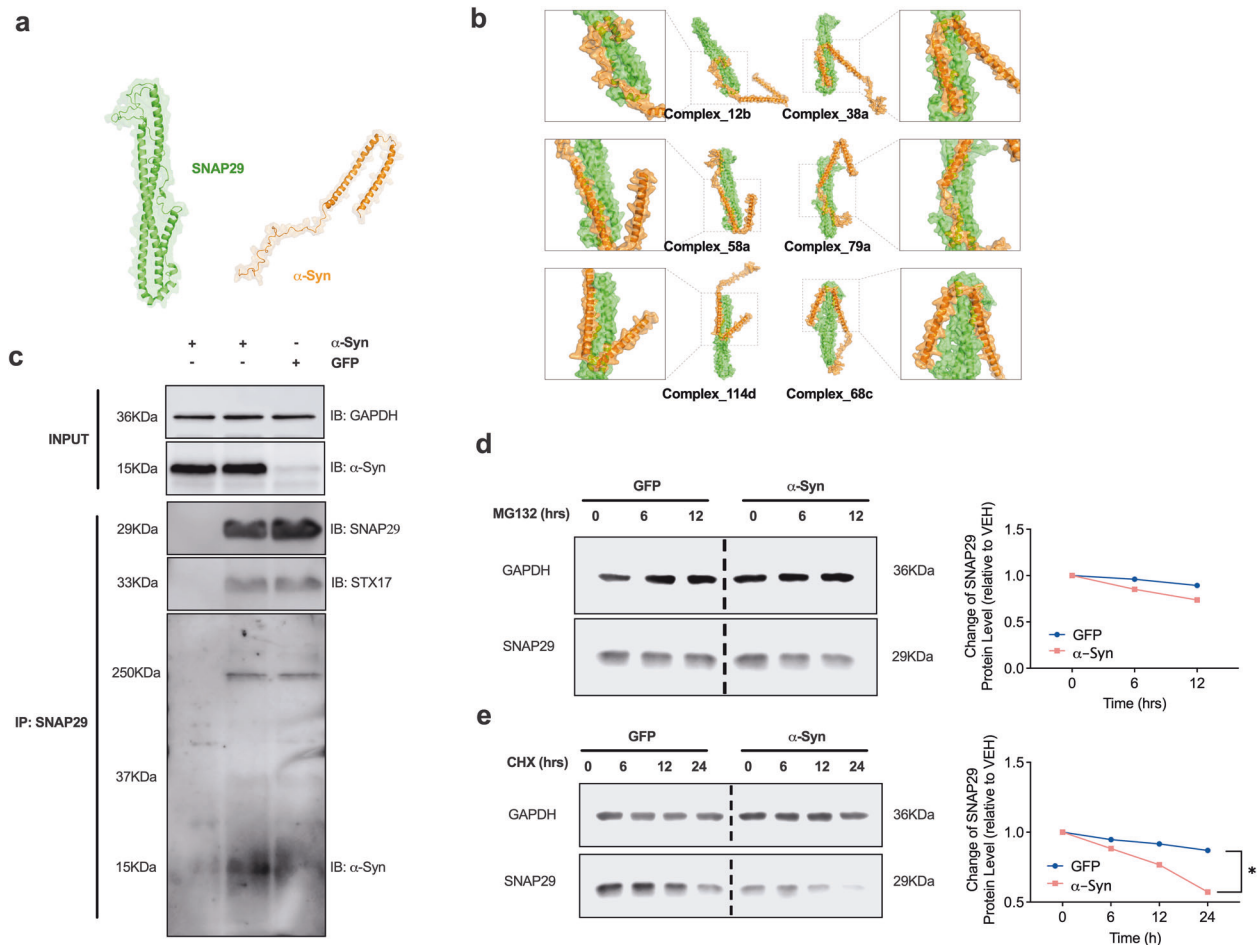 a
SNAP29
α-Syn
b
Complex_12b
Complex_38a
Complex_58a
Complex_79a
Complex_114d
Complex_68c
c
+ + - α-Syn
- - + GFP
INPUT
36KDa
IB: GAPDH
15KDa
IB: α-Syn
IP: SNAP29
29KDa
IB: SNAP29
33KDa
IB: STX17
250KDa
37KDa
15KDa
IB: α-Syn
d
GFP
α-Syn
MG132 (hrs) 0 6 12 0 6 12
GAPDH
36KDa
SNAP29
29KDa
Change of SNAP29
Protein Level (relative to VEH)
1.5
1.0
0.5
0.0
GFP
α-Syn
0 6 12
Time (hrs)
e
GFP
α-Syn
CHX (hrs) 0 6 12 24 0 6 12 24
GAPDH
36KDa
SNAP29
29KDa
Change of SNAP29
Protein Level (relative to VEH)
1.5
1.0
0.5
GFP
α-Syn
*
0 6 12 24
Time (h)